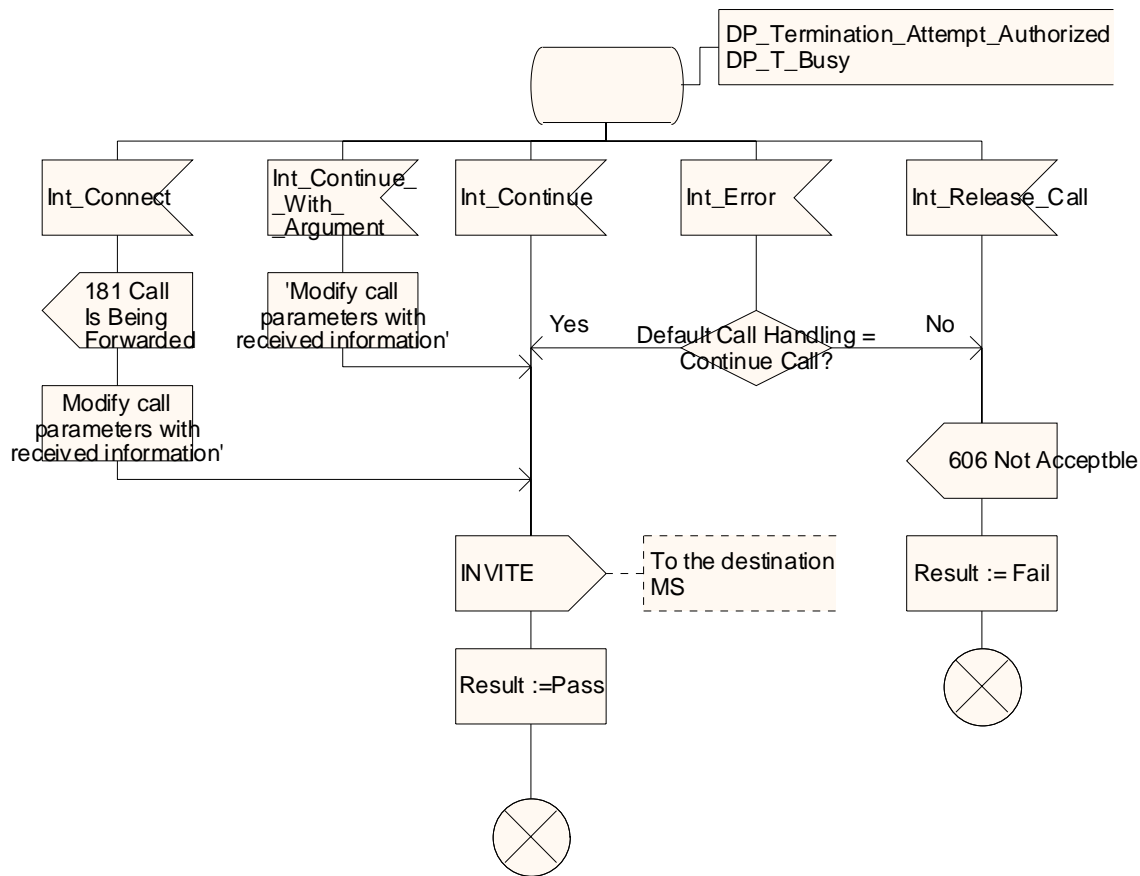 DP_Termination_Attempt_Authorized
DP_T_Busy
Int_Connect
Int_Continue_
_With_
_Argument
Int_Continue
Int_Error
Int_Release_Call
181 Call
Is Being
Forwarded
'Modify call
parameters with
received information'
Yes
Default Call Handling =
Continue Call?
No
Modify call
parameters with
received information'
606 Not Acceptble
INVITE
To the destination
MS
Result := Fail
Result :=Pass